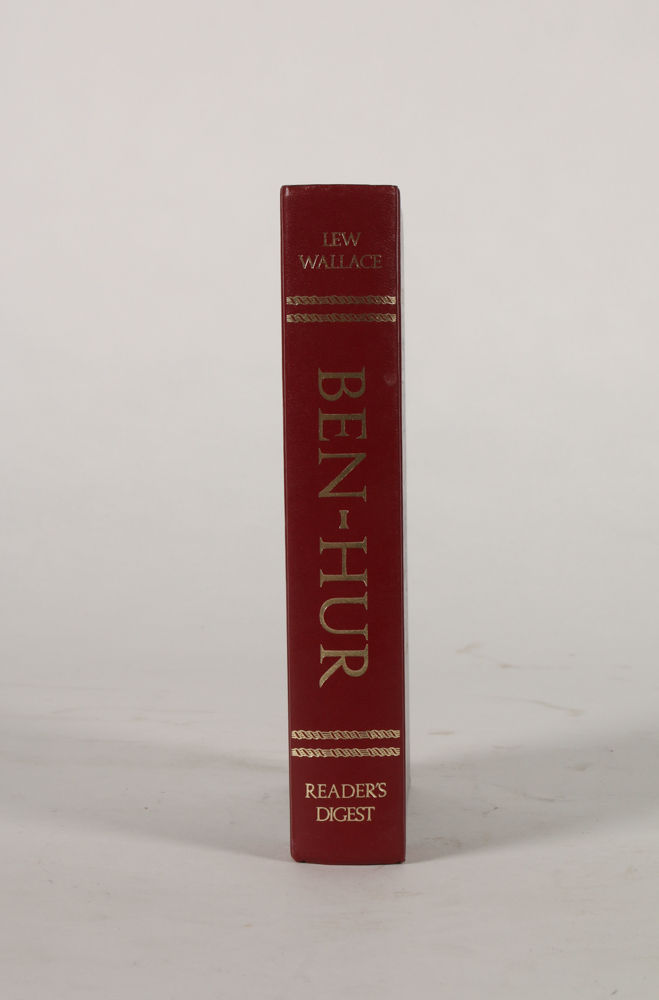 LEW
WALLACE
BEN-HUR
READER'S
DIGEST